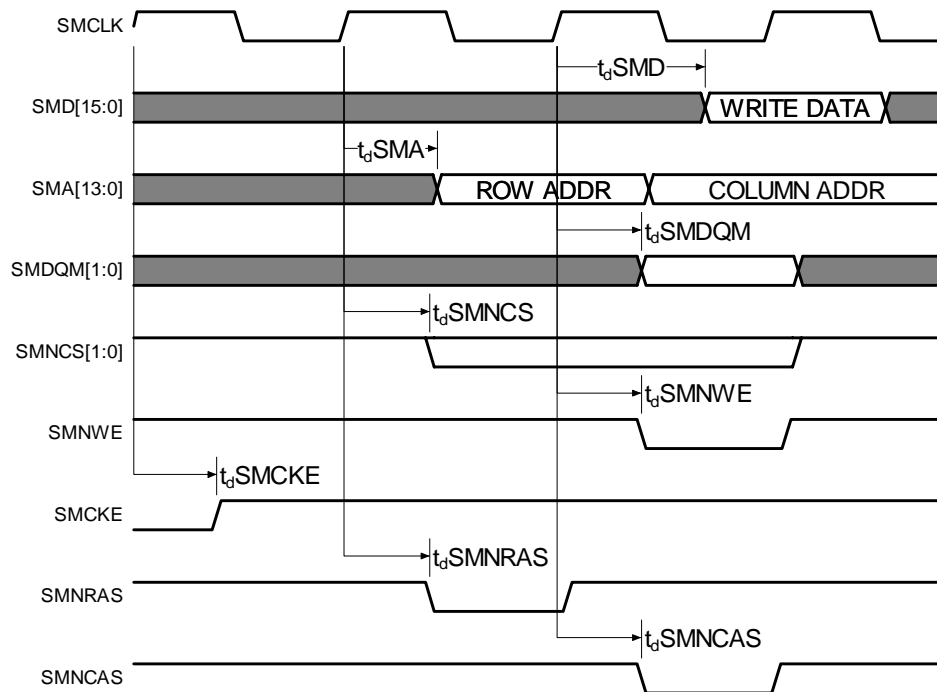 SMCLK
tdSMD
SMD[15:0]
WRITE DATA
tdSMA
SMA[13:0]
ROW ADDR
COLUMN ADDR
tdSMDQM
SMDQM[1:0]
tdSMNCS
SMNCS[1:0]
tdSMNWE
SMNWE
tdSMCKE
SMCKE
tdSMNRAS
SMNRAS
tdSMNCAS
SMNCAS